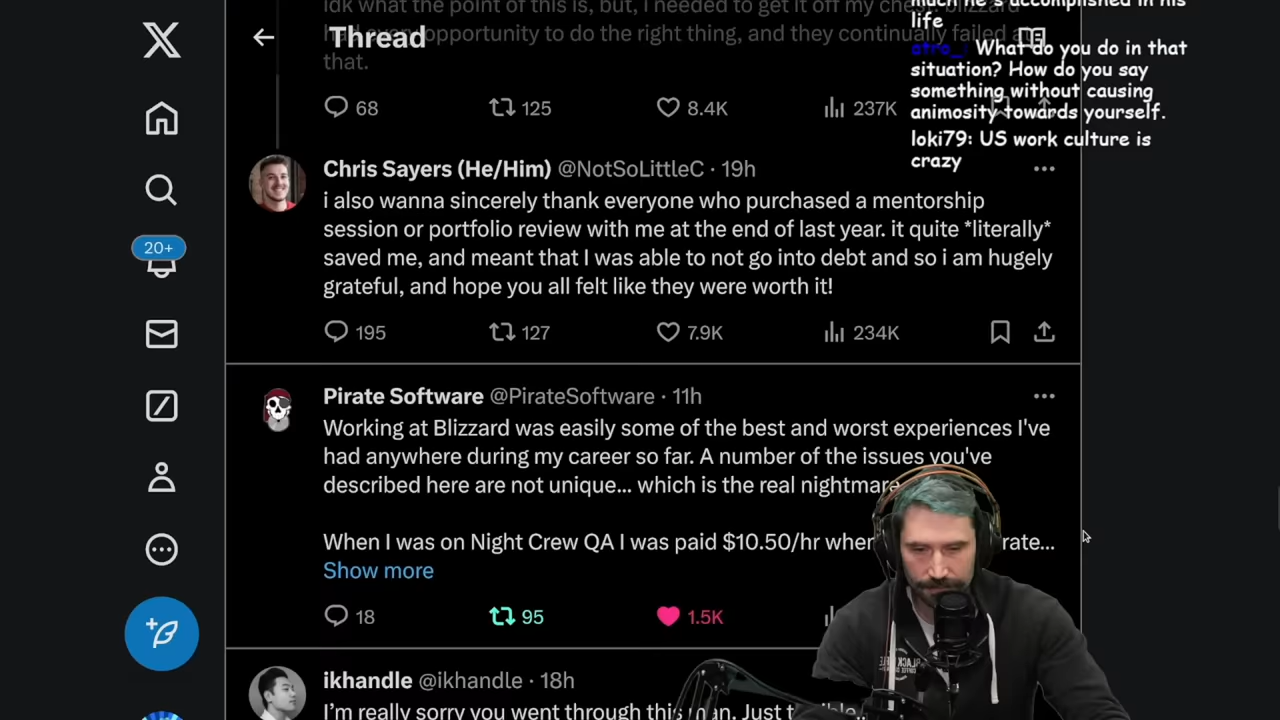 idk what the point of this is, but, I needed to get it off my chest. blizzard
Thread
had every opportunity to do the right thing, and they continually failed
that.
68 125 8.4K 237K
much he's accomplished in his
life
atro_: What do you do in that
situation? How do you say
something without causing
animosity towards yourself.
loki79: US work culture is
crazy
20+
Chris Sayers (He/Him) @NotSoLittleC · 19h
i also wanna sincerely thank everyone who purchased a mentorship
session or portfolio review with me at the end of last year. it quite *literally*
saved me, and meant that I was able to not go into debt and so i am hugely
grateful, and hope you all felt like they were worth it!
195 127 7.9K 234K
Pirate Software @PirateSoftware · 11h
Working at Blizzard was easily some of the best and worst experiences I've
had anywhere during my career so far. A number of the issues you've
described here are not unique... which is the real nightmare
When I was on Night Crew QA I was paid $10.50/hr when rate...
Show more
18 95 1.5K
BLACK
ikhandle @ikhandle · 18h
I'm really sorry you went through this man. Just